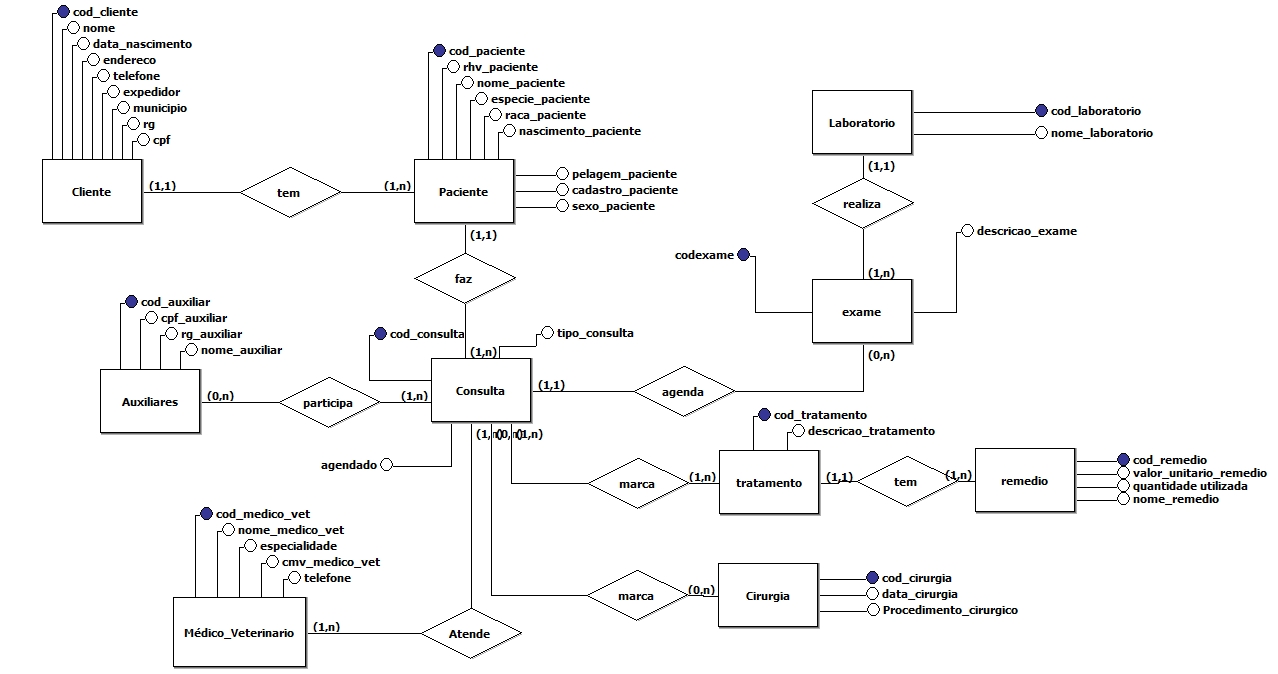 cod_cliente
nome
data_nascimento
endereco
telefone
expedidor
municipio
rg
cpf
Cliente
(1,1)
tem
(1,n)
cod_paciente
rhv_paciente
nome_paciente
especie_paciente
raca_paciente
nascimento_paciente
Paciente
pelagem_paciente
cadastro_paciente
sexo_paciente
(1,1)
faz
(1,n)
cod_laboratorio
nome_laboratorio
Laboratorio
(1,1)
realiza
(1,n)
codexame
descricao_exame
exame
(0,n)
cod_auxiliar
cpf_auxiliar
rg_auxiliar
nome_auxiliar
Auxiliares
(0,n)
participa
(1,n)
cod_consulta
tipo_consulta
Consulta
(1,1)
agenda
agendado
(1,n)
(0,n)
(1,n)
marca
(1,n)
cod_tratamento
descricao_tratamento
tratamento
(1,1)
tem
(1,n)
remedio
cod_remedio
valor_unitario_remedio
quantidade utilizada
nome_remedio
cod_medico_vet
nome_medico_vet
especialidade
cmv_medico_vet
telefone
Médico_Veterinario
(1,n)
Atende
marca
(0,n)
Cirurgia
cod_cirurgia
data_cirurgia
Procedimento_cirurgico